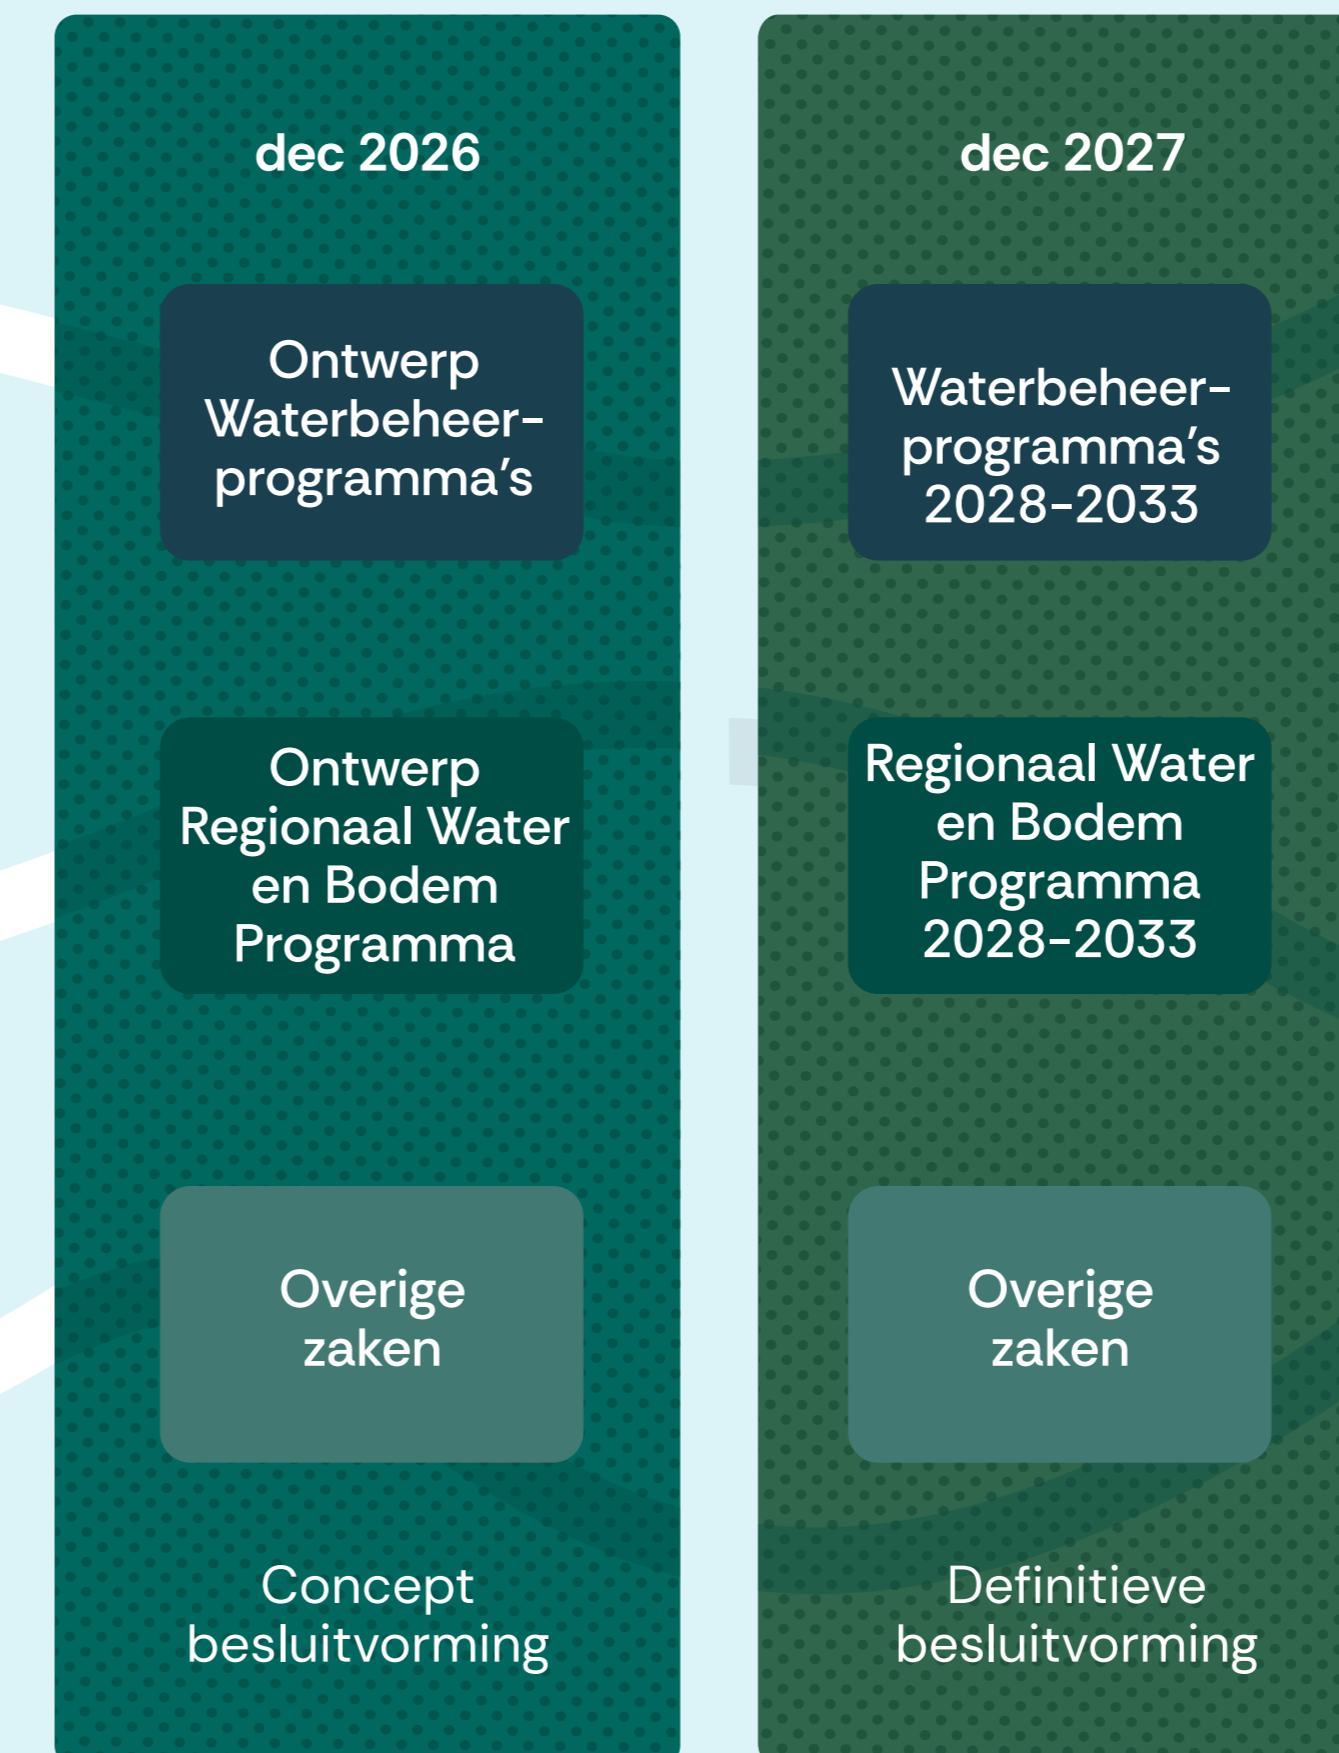 dec 2026
Ontwerp
Waterbeheer-
programma’s
Ontwerp
Regionaal Water
en Bodem
Programma
Overige
zaken
Concept
besluitvorming
dec 2027
Waterbeheer-
programma’s
2028-2033
Regionaal Water
en Bodem
Programma
2028-2033
Overige
zaken
Definitieve
besluitvorming